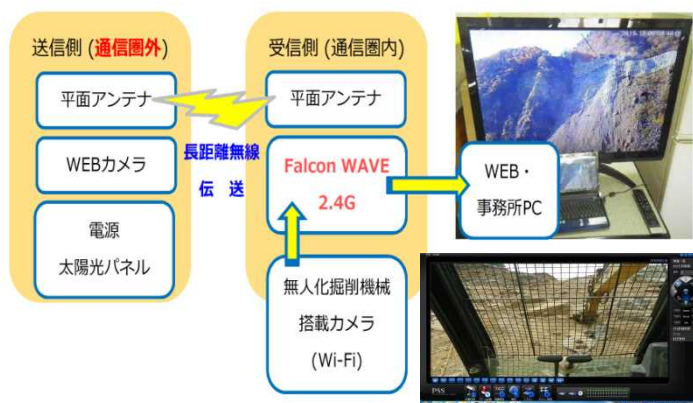 送信側 (通信圏外)
平面アンテナ
WEBカメラ
電源
太陽光パネル
長距離無線
伝 送
受信側 (通信圏内)
平面アンテナ
Falcon WAVE
2.4G
無人化掘削機械
搭載カメラ
(Wi-Fi)
WEB・
事務所PC
PSS